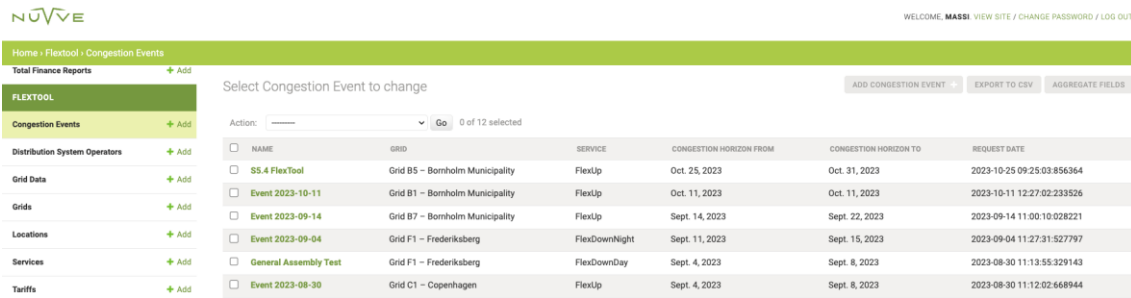 NUVVE
WELCOME, MASSI. VIEW SITE / CHANGE PASSWORD / LOG OUT
Home › Flextool › Congestion Events
Total Finance Reports + Add
FLEXTOOL
Congestion Events + Add
Distribution System Operators + Add
Grid Data + Add
Grids + Add
Locations + Add
Services + Add
Tariffs + Add
Select Congestion Event to change
ADD CONGESTION EVENT + EXPORT TO CSV AGGREGATE FIELDS
Action: --------- Go 0 of 12 selected
NAME GRID SERVICE CONGESTION HORIZON FROM CONGESTION HORIZON TO REQUEST DATE
S5.4 FlexTool Grid B5 – Bornholm Municipality FlexUp Oct. 25, 2023 Oct. 31, 2023 2023-10-25 09:25:03:856364
Event 2023-10-11 Grid B1 – Bornholm Municipality FlexUp Oct. 11, 2023 Oct. 11, 2023 2023-10-11 12:27:02:233526
Event 2023-09-14 Grid B7 – Bornholm Municipality FlexUp Sept. 14, 2023 Sept. 22, 2023 2023-09-14 11:00:10:028221
Event 2023-09-04 Grid F1 – Frederiksberg FlexDownNight Sept. 11, 2023 Sept. 15, 2023 2023-09-04 11:27:31:527797
General Assembly Test Grid F1 – Frederiksberg FlexDownDay Sept. 4, 2023 Sept. 8, 2023 2023-08-30 11:13:55:329143
Event 2023-08-30 Grid C1 – Copenhagen FlexUp Sept. 4, 2023 Sept. 8, 2023 2023-08-30 11:12:02:668944